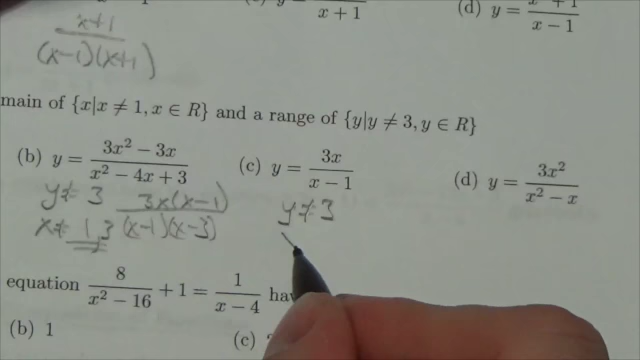 x+1
x + 1
(d) y = x + 1
x − 1
x+1
(x−1)(x+1)
main of {x|x ≠ 1, x ∈ R} and a range of {y|y ≠ 3, y ∈ R}
(b) y = 3x² − 3x / x² − 4x + 3 (c) y = 3x / x − 1 (d) y = 3x² / x² − x
y ≠ 3 3x(x−1) y ≠ 3
x ≠ 1, 3 (x−1)(x−3)
equation 8 / x² − 16 + 1 = 1 / x − 4 ha
(b) 1 (c)